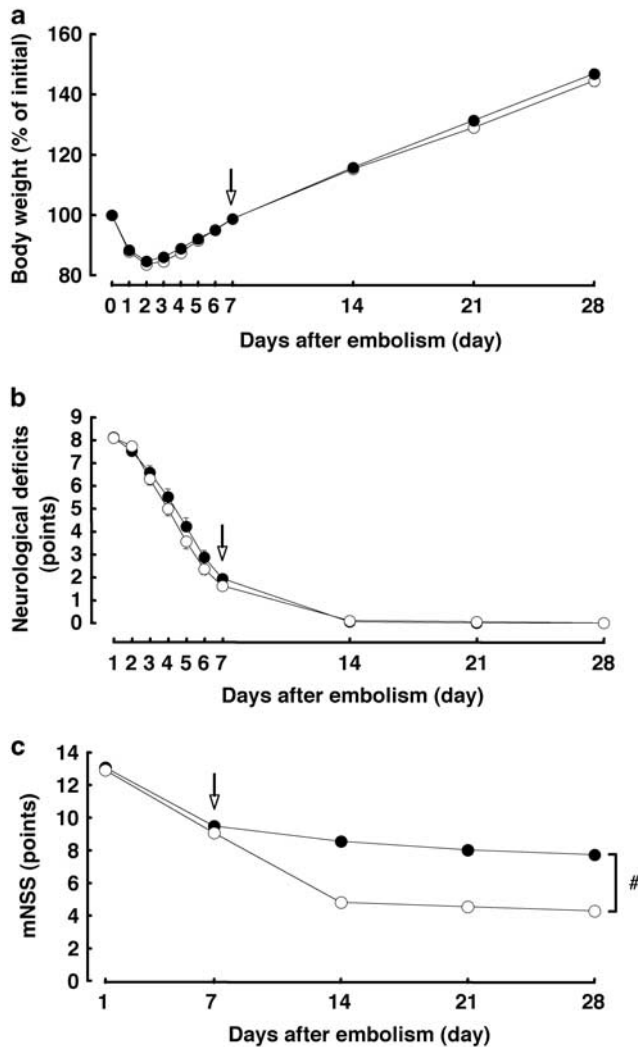 a
Body weight (% of initial)
160
140
120
100
80
0 1 2 3 4 5 6 7 14 21 28
Days after embolism (day)
b
Neurological deficits
(points)
9
8
7
6
5
4
3
2
1
0
1 2 3 4 5 6 7 14 21 28
Days after embolism (day)
c
mNSS (points)
14
12
10
8
6
4
2
0
#
1 7 14 21 28
Days after embolism (day)